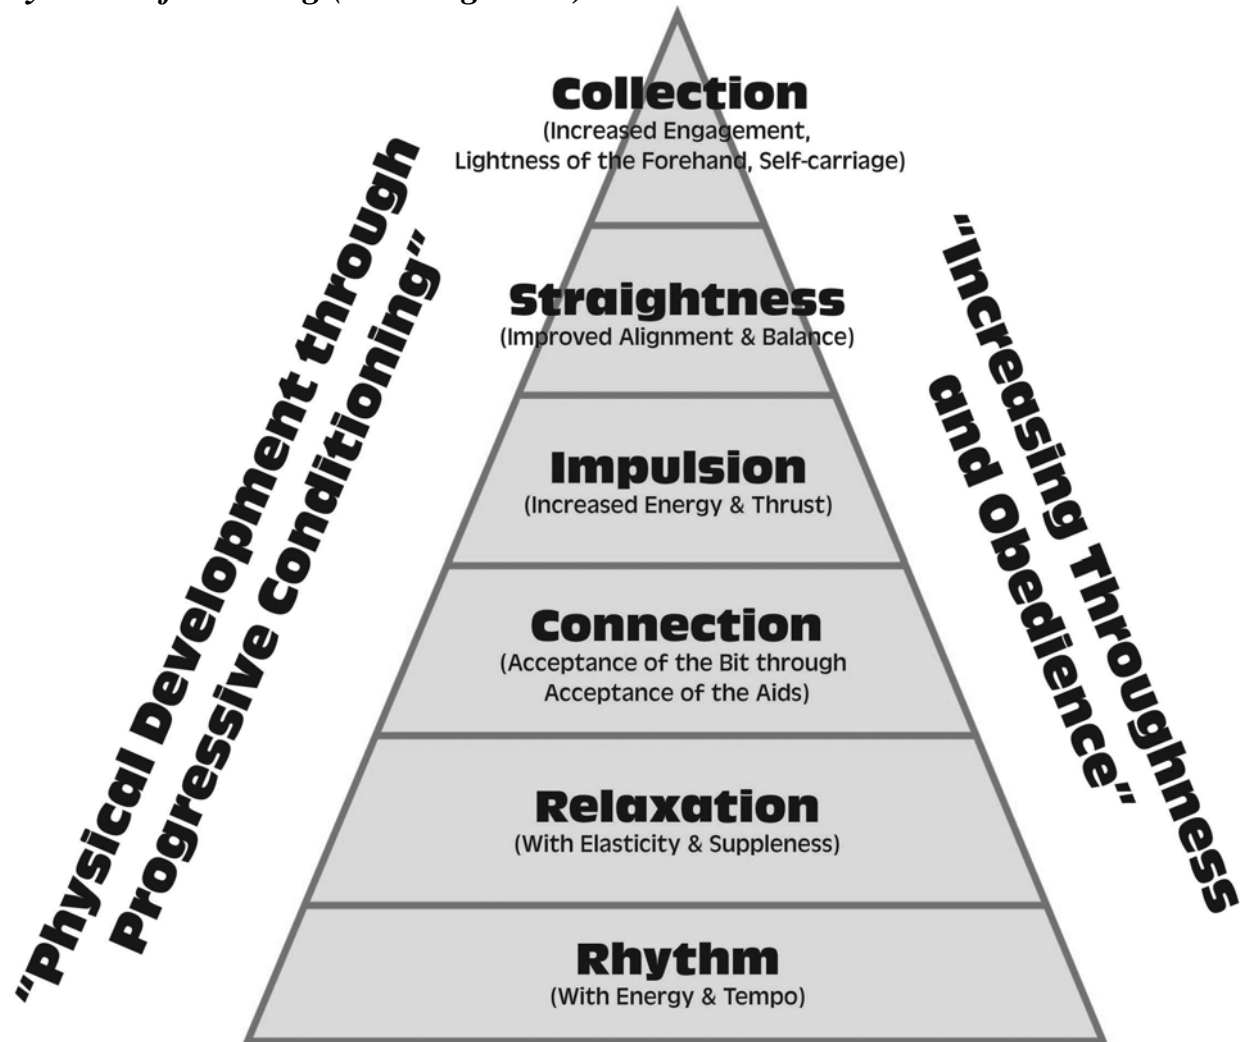 Collection
(Increased Engagement,
Lightness of the Forehand, Self-carriage)
Straightness
(Improved Alignment & Balance)
Impulsion
(Increased Energy & Thrust)
Connection
(Acceptance of the Bit through
Acceptance of the Aids)
Relaxation
(With Elasticity & Suppleness)
Rhythm
(With Energy & Tempo)
"Physical Development through
Progressive Conditioning"
"Increasing Throughness
and Obedience"